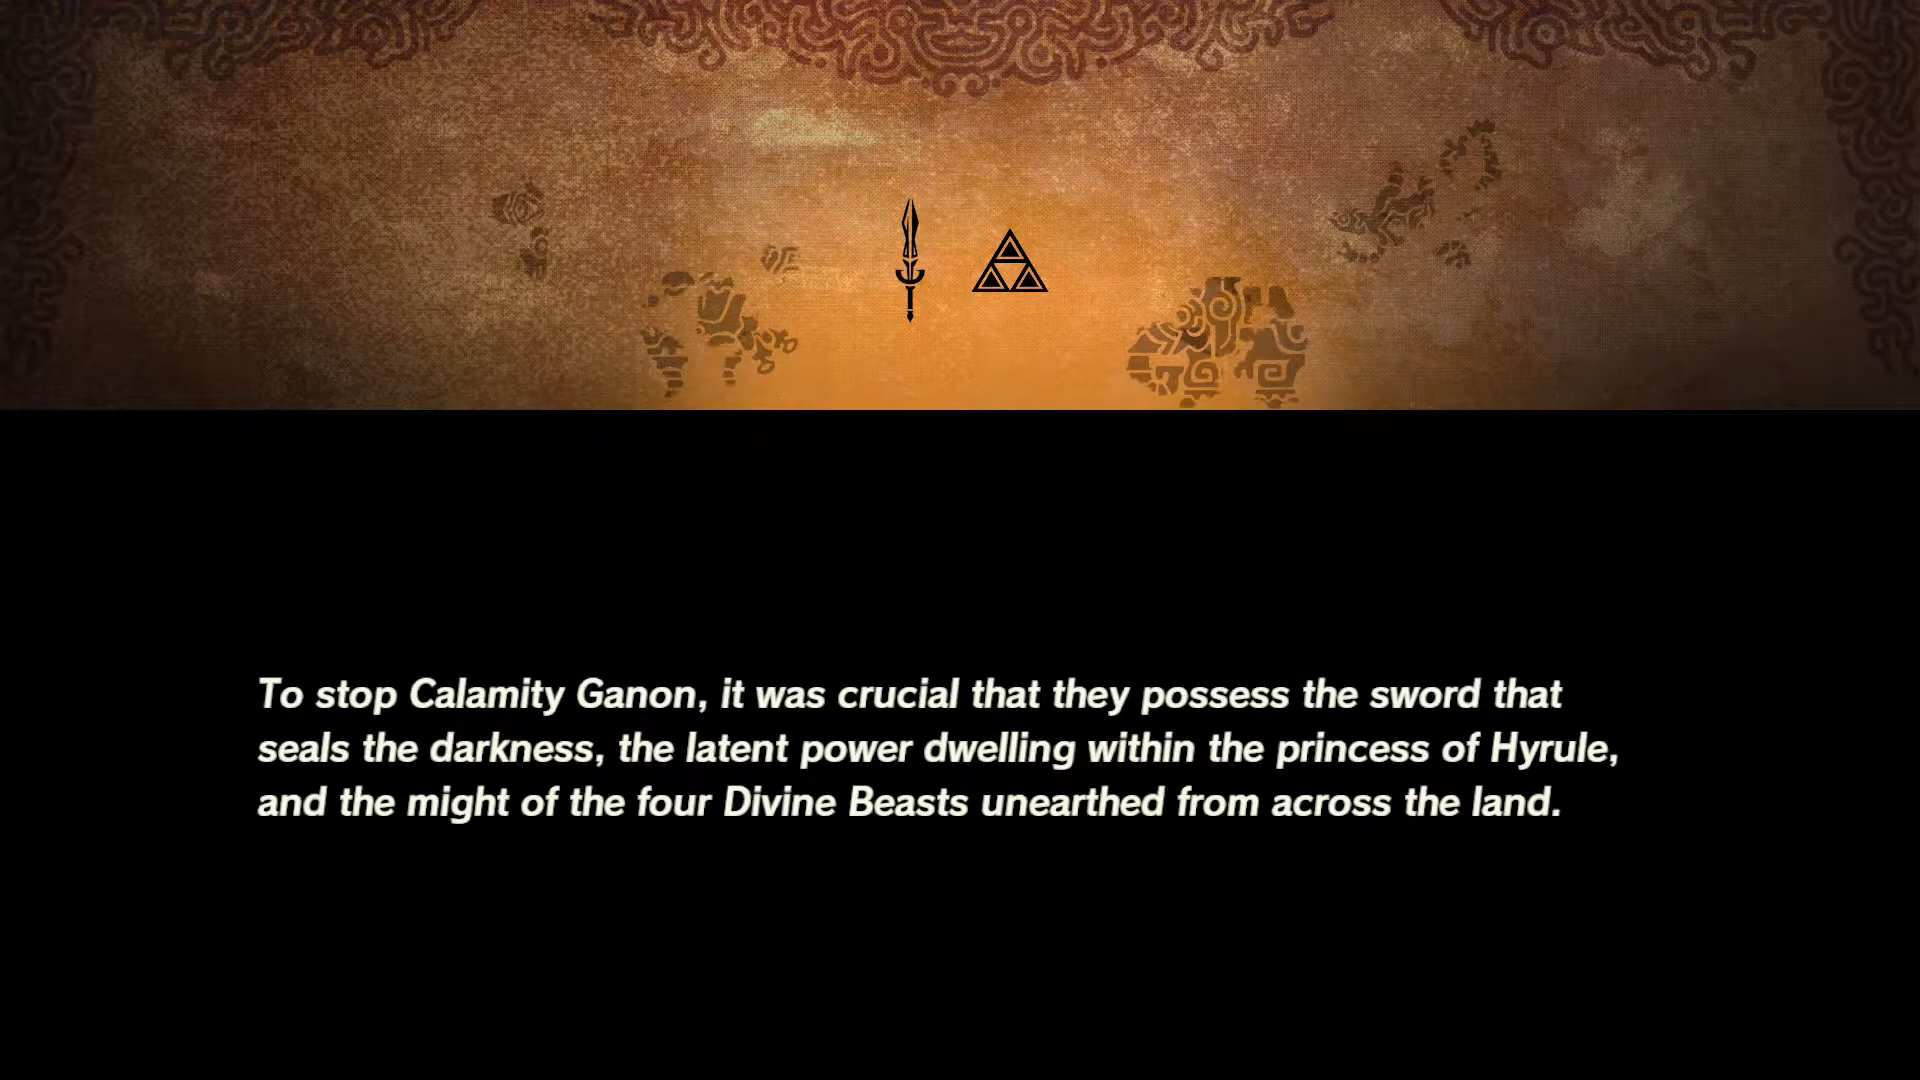 To stop Calamity Ganon, it was crucial that they possess the sword that
seals the darkness, the latent power dwelling within the princess of Hyrule,
and the might of the four Divine Beasts unearthed from across the land.